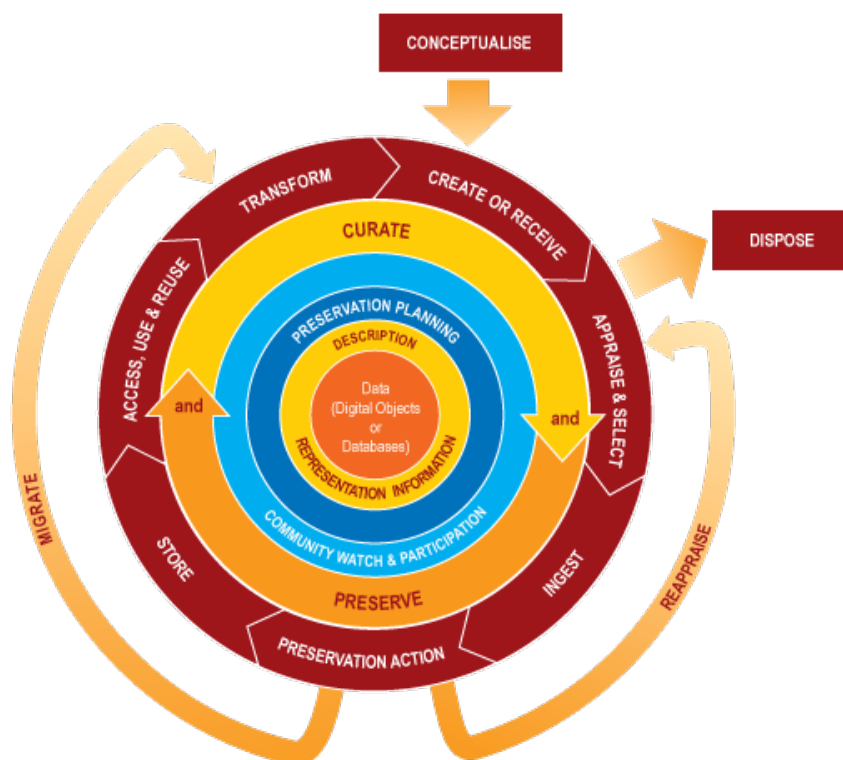 CONCEPTUALISE
TRANSFORM
CREATE OR RECEIVE
DISPOSE
CURATE
ACCESS, USE & REUSE
APPRAISE & SELECT
PRESERVATION PLANNING
DESCRIPTION
Data
(Digital Objects
or
Databases)
and
and
REPRESENTATION INFORMATION
COMMUNITY WATCH & PARTICIPATION
MIGRATE
STORE
INGEST
REAPPRAISE
PRESERVE
PRESERVATION ACTION